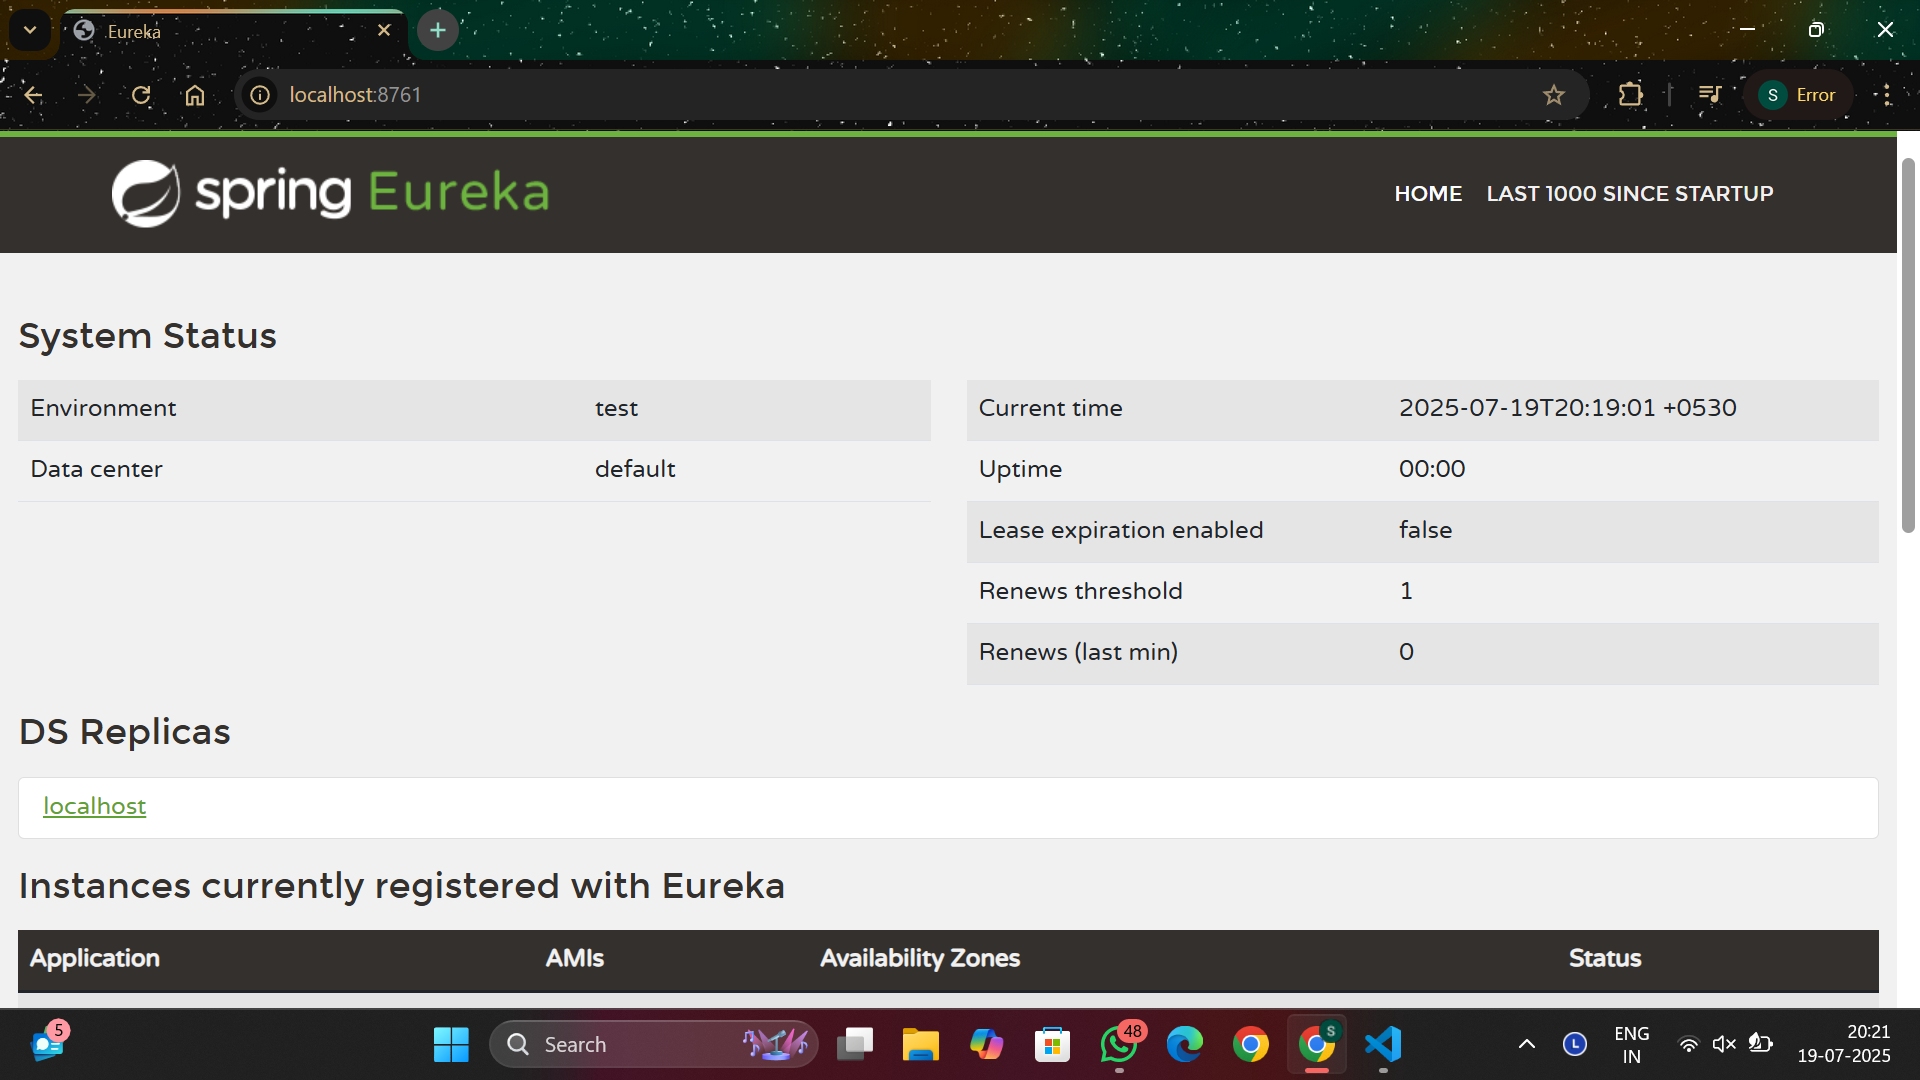 Eureka
localhost:8761
S Error
spring Eureka
HOME LAST 1000 SINCE STARTUP
System Status
Environment test
Data center default
Current time 2025-07-19T20:19:01 +0530
Uptime 00:00
Lease expiration enabled false
Renews threshold 1
Renews (last min) 0
DS Replicas
localhost
Instances currently registered with Eureka
Application AMIs Availability Zones Status
5
Search
48
S
L
ENG
IN
20:21
19-07-2025